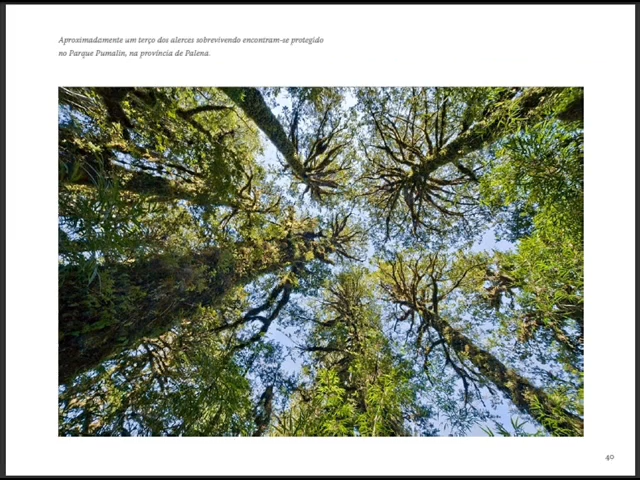 Aproximadamente um terço dos alerces sobrevivendo encontram-se protegido
no Parque Pumalín, na província de Palena.
40